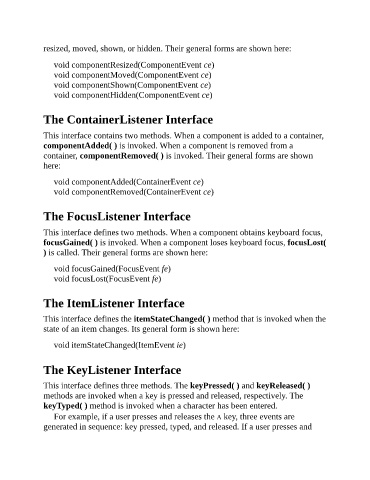 resized, moved, shown, or hidden. Their general forms are shown here:
void componentResized(ComponentEvent ce)
void componentMoved(ComponentEvent ce)
void componentShown(ComponentEvent ce)
void componentHidden(ComponentEvent ce)
The ContainerListener Interface
This interface contains two methods. When a component is added to a container,
componentAdded( ) is invoked. When a component is removed from a
container, componentRemoved( ) is invoked. Their general forms are shown
here:
void componentAdded(ContainerEvent ce)
void componentRemoved(ContainerEvent ce)
The FocusListener Interface
This interface defines two methods. When a component obtains keyboard focus,
focusGained( ) is invoked. When a component loses keyboard focus, focusLost(
) is called. Their general forms are shown here:
void focusGained(FocusEvent fe)
void focusLost(FocusEvent fe)
The ItemListener Interface
This interface defines the itemStateChanged( ) method that is invoked when the
state of an item changes. Its general form is shown here:
void itemStateChanged(ItemEvent ie)
The KeyListener Interface
This interface defines three methods. The keyPressed( ) and keyReleased( )
methods are invoked when a key is pressed and released, respectively. The
keyTyped( ) method is invoked when a character has been entered.
For example, if a user presses and releases the A key, three events are
generated in sequence: key pressed, typed, and released. If a user presses and